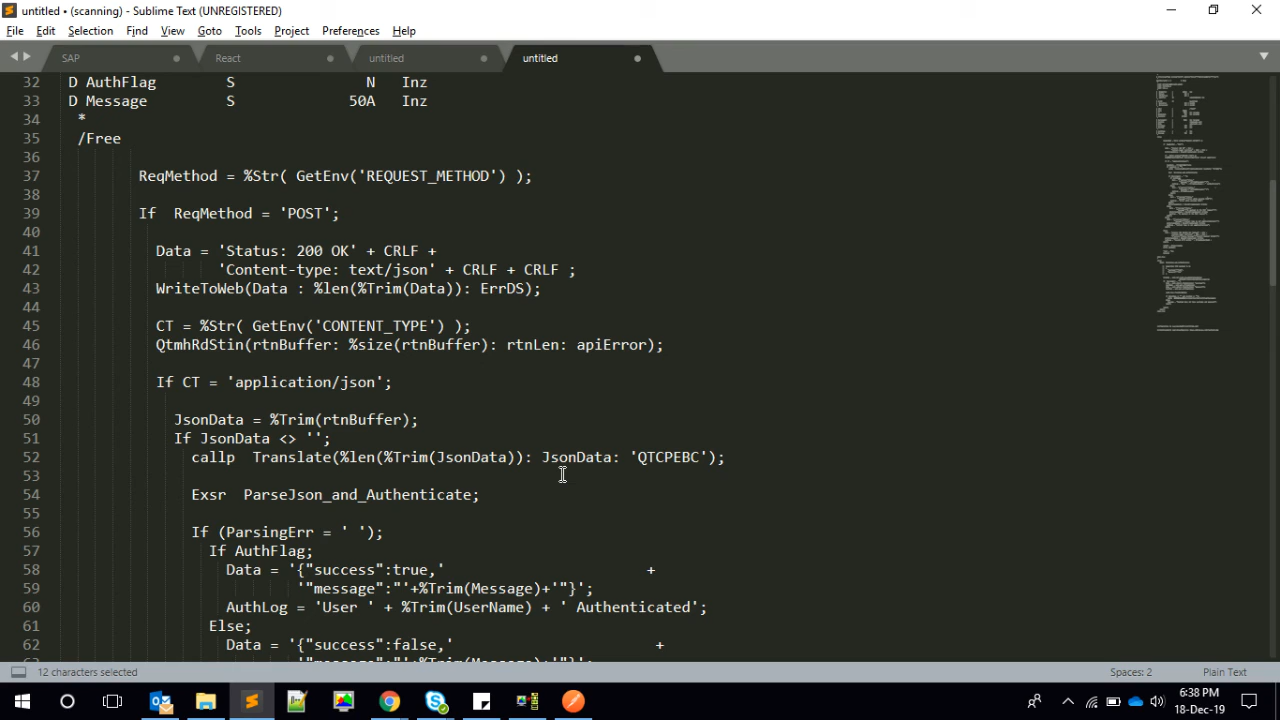 untitled • (scanning) - Sublime Text (UNREGISTERED)
File Edit Selection Find View Goto Tools Project Preferences Help
SAP React untitled untitled
32 D AuthFlag S N Inz
33 D Message S 50A Inz
34 *
35 /Free
36
37 ReqMethod = %Str( GetEnv('REQUEST_METHOD') );
38
39 If ReqMethod = 'POST';
40
41 Data = 'Status: 200 OK' + CRLF +
42 'Content-type: text/json' + CRLF + CRLF ;
43 WriteToWeb(Data : %len(%Trim(Data)): ErrDS);
44
45 CT = %Str( GetEnv('CONTENT_TYPE') );
46 QtmhRdStin(rtnBuffer: %size(rtnBuffer): rtnLen: apiError);
47
48 If CT = 'application/json';
49
50 JsonData = %Trim(rtnBuffer);
51 If JsonData <> '';
52 callp Translate(%len(%Trim(JsonData)): JsonData: 'QTCPEBC');
53
54 Exsr ParseJson_and_Authenticate;
55
56 If (ParsingErr = ' ');
57 If AuthFlag;
58 Data = '{"success":true,' +
59 '"message":"'+%Trim(Message)+'"}';
60 AuthLog = 'User ' + %Trim(UserName) + ' Authenticated';
61 Else;
62 Data = '{"success":false,' +
63 '"message":"'+%Trim(Message)+'"}';
12 characters selected Spaces: 2 Plain Text
6:38 PM
18-Dec-19